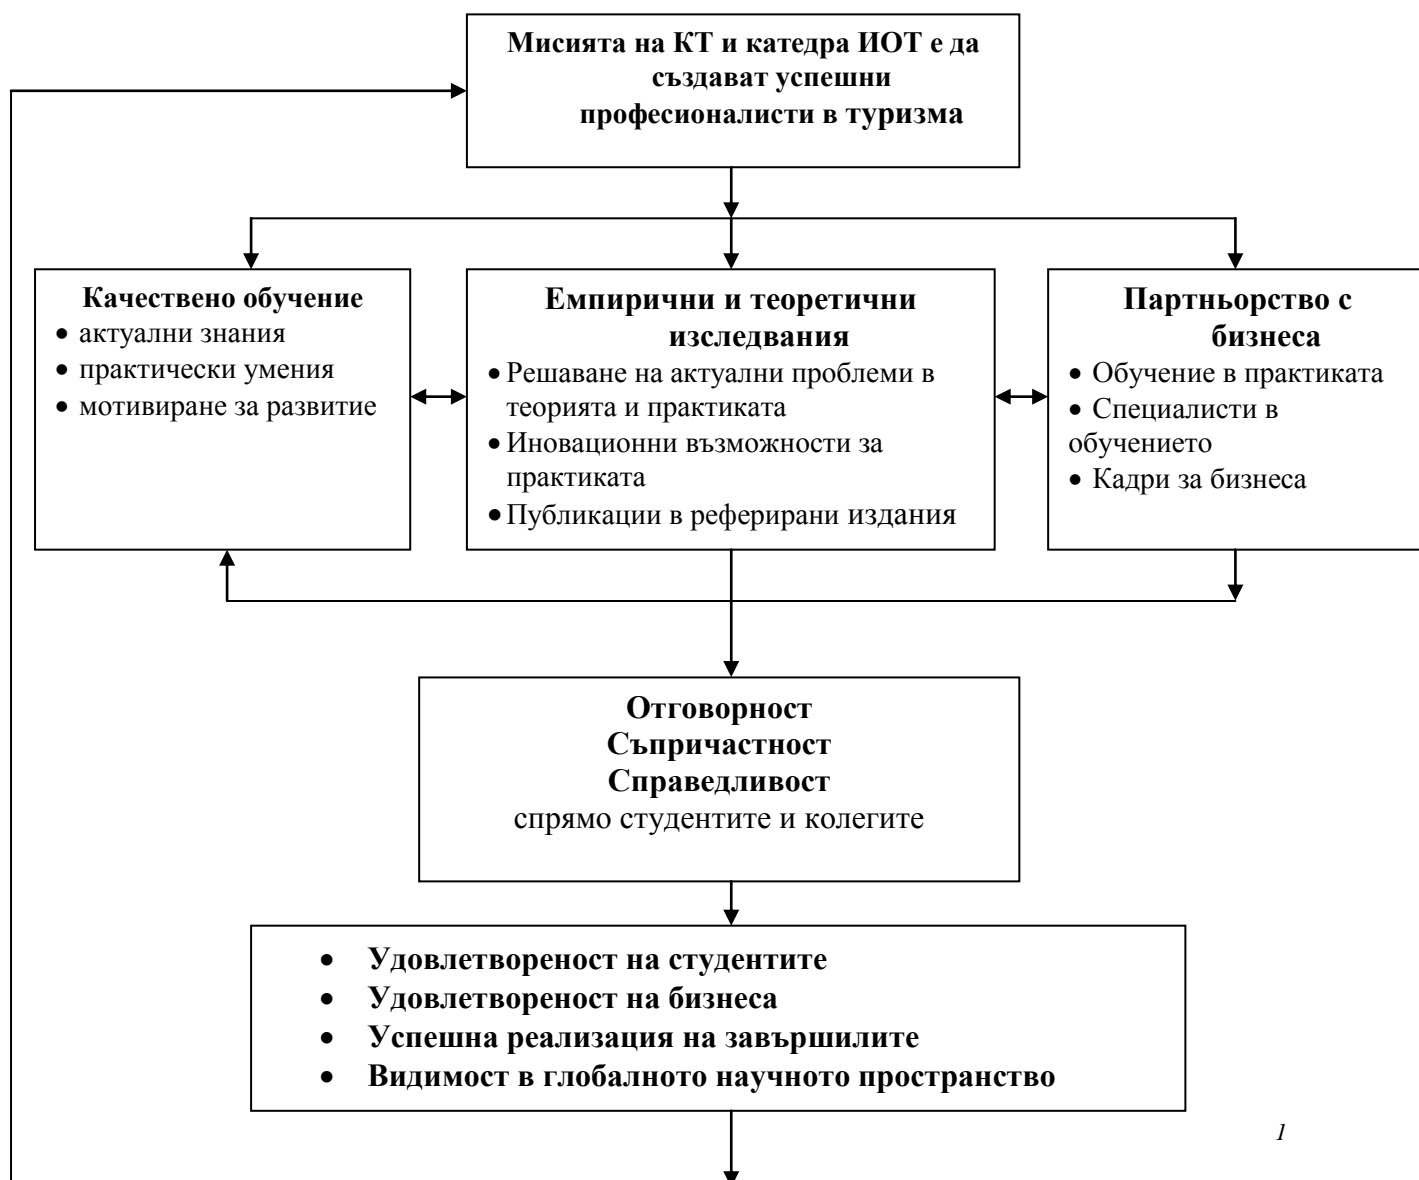 Мисията на КТ и катедра ИОТ е да
създават успешни
професионалисти в туризма
Качествено обучение
• актуални знания
• практически умения
• мотивиране за развитие
Емпирични и теоретични
изследвания
• Решаване на актуални проблеми в
теорията и практиката
• Иновационни възможности за
практиката
• Публикации в реферирани издания
Партньорство с
бизнеса
• Обучение в практиката
• Специалисти в
обучението
• Кадри за бизнеса
Отговорност
Съпричастност
Справедливост
спрямо студентите и колегите
• Удовлетвореност на студентите
• Удовлетвореност на бизнеса
• Успешна реализация на завършилите
• Видимост в глобалното научното пространство
1